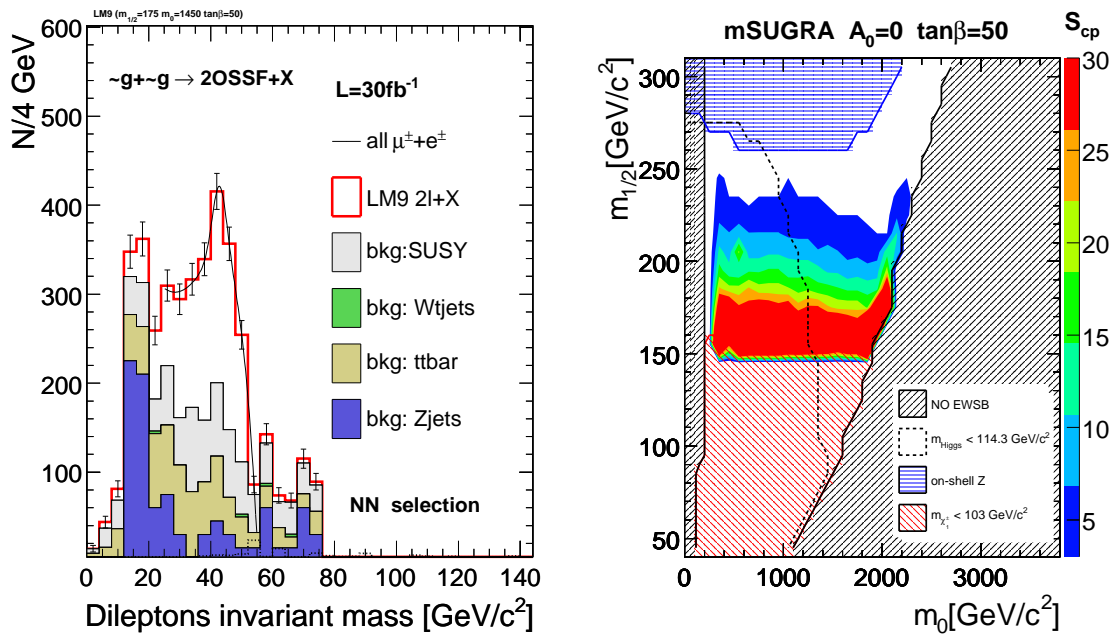 LM9 (m1/2=175 m0=1450 tanβ=50)
N/4 GeV
600
500
400
300
200
100
~g+~g → 2OSSF+X
L=30fb-1
all μ±+e±
LM9 2l+X
bkg:SUSY
bkg: Wtjets
bkg: ttbar
bkg: Zjets
NN selection
0 20 40 60 80 100 120 140
Dileptons invariant mass [GeV/c2]
mSUGRA A0=0 tanβ=50
Scp
m1/2[GeV/c2]
300
250
200
150
100
50
NO EWSB
mHiggs < 114.3 GeV/c2
on-shell Z
mχ1± < 103 GeV/c2
0 1000 2000 3000
m0[GeV/c2]
30
25
20
15
10
5